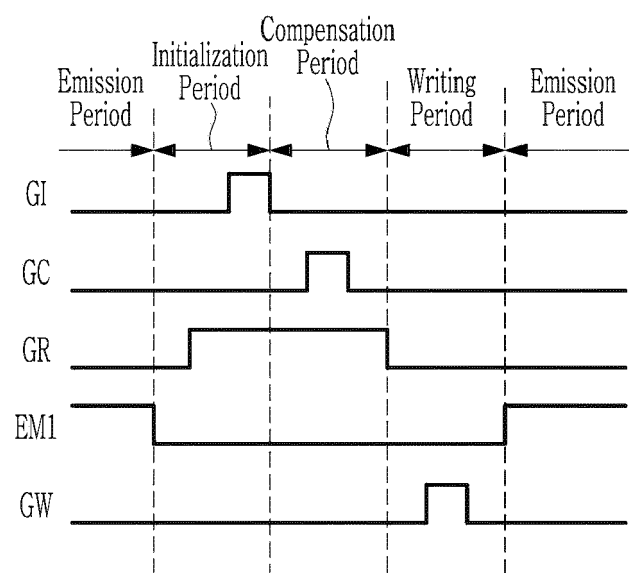 Compensation
Period
Initialization
Period
Emission
Period
Writing
Period
Emission
Period
GI
GC
GR
EM1
GW